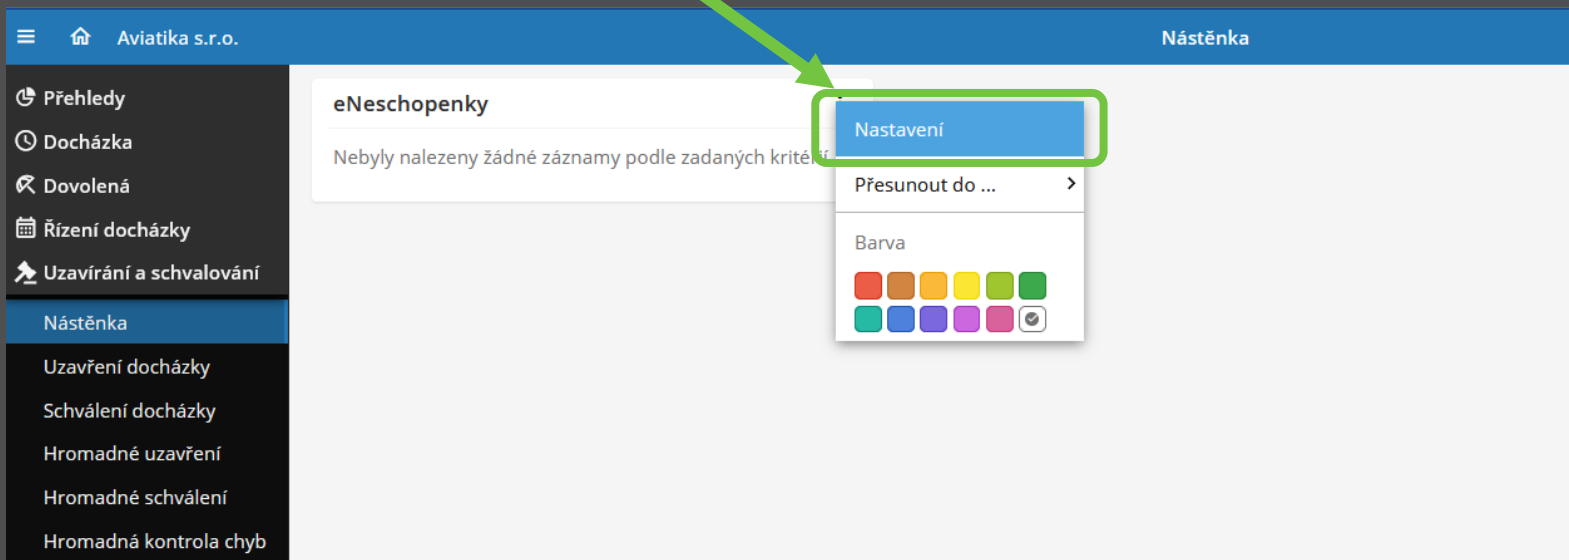 Aviatika s.r.o.
Nástěnka
Přehledy
Docházka
Dovolená
Řízení docházky
Uzavírání a schvalování
Nástěnka
Uzavření docházky
Schválení docházky
Hromadné uzavření
Hromadné schválení
Hromadná kontrola chyb
eNeschopenky
Nebyly nalezeny žádné záznamy podle zadaných kritérií
Nastavení
Přesunout do ...
Barva